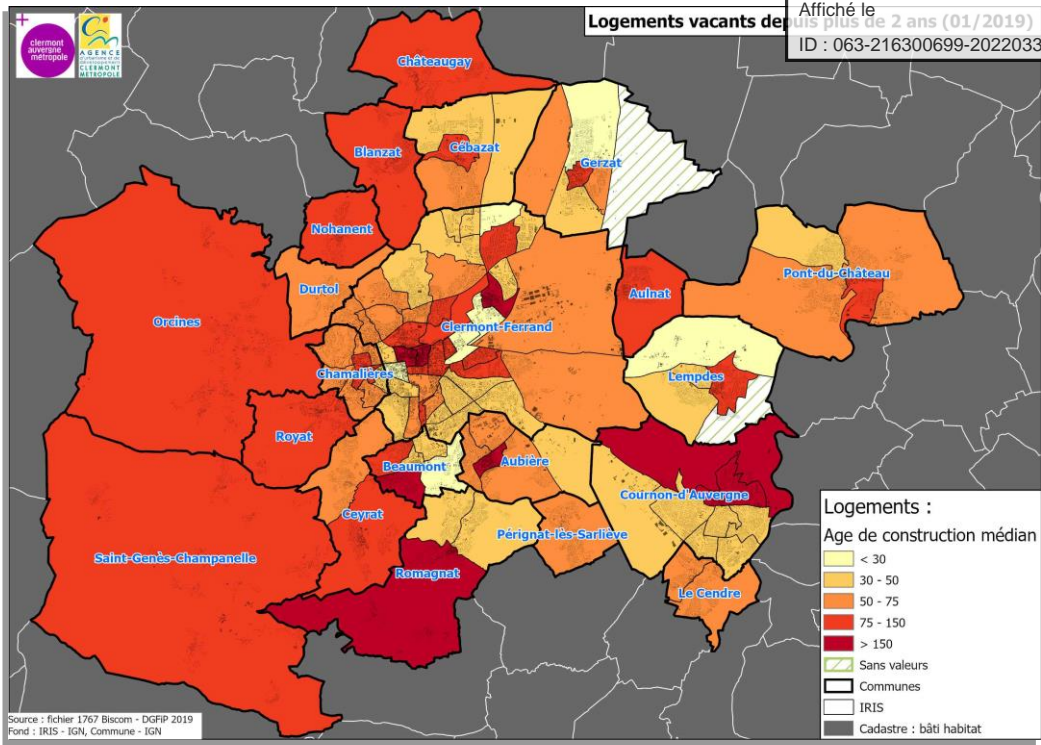 clermont
auvergne
métropole
AGENCE
CLERMONT
METROPOLE
Logements vacants depuis plus de 2 ans (01/2019)
Affiché le
ID : 063-216300699-2022033
Châteaugay
Blanzat
Cébazat
Gerzat
Nohanent
Durtol
Pont-du-Château
Aulnat
Orcines
Clermont-Ferrand
Chamalières
Lempdes
Royat
Beaumont
Aubière
Cournon-d'Auvergne
Ceyrat
Pérignat-lès-Sarliève
Saint-Genès-Champanelle
Romagnat
Le Cendre
Logements :
Age de construction médian
< 30
30 - 50
50 - 75
75 - 150
> 150
Sans valeurs
Communes
IRIS
Cadastre : bâti habitat
Source : fichier 1767 Biscom - DGFiP 2019
Fond : IRIS - IGN, Commune - IGN